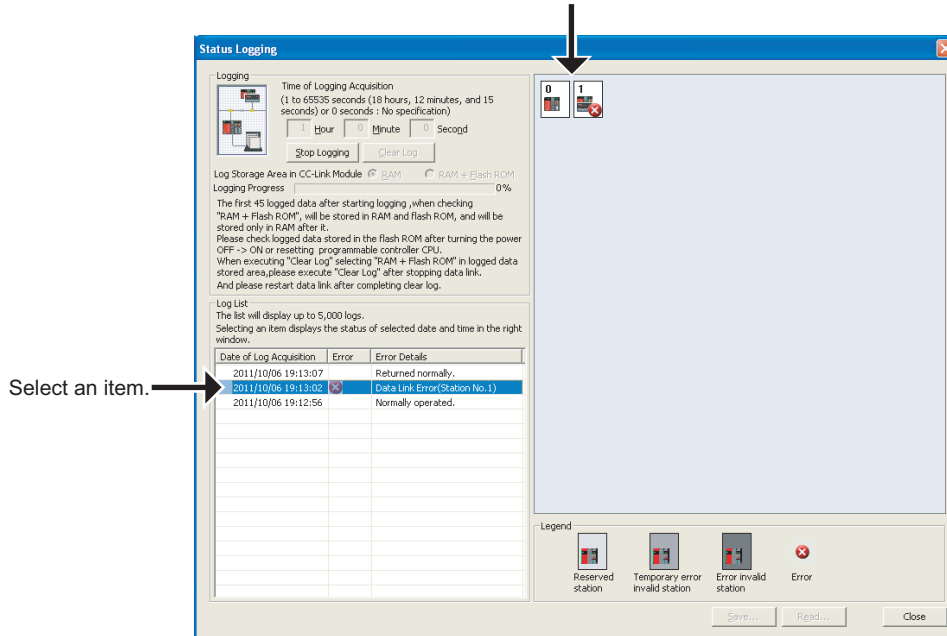 Status Logging
Logging
Time of Logging Acquisition
(1 to 65535 seconds (18 hours, 12 minutes, and 15
seconds) or 0 seconds : No specification)
1 Hour 0 Minute 0 Second
Stop Logging Clear Log
Log Storage Area in CC-Link Module RAM RAM + Flash ROM
Logging Progress 0%
The first 45 logged data after starting logging ,when checking
"RAM + Flash ROM", will be stored in RAM and flash ROM, and will be
stored only in RAM after it.
Please check logged data stored in the flash ROM after turning the power
OFF -> ON or resetting programmable controller CPU.
When executing "Clear Log" selecting "RAM + Flash ROM" in logged data
stored area,please execute "Clear Log" after stopping data link.
And please restart data link after completing clear log.
Log List
The list will display up to 5,000 logs.
Selecting an item displays the status of selected date and time in the right
window.
Date of Log Acquisition Error Error Details
2011/10/06 19:13:07 Returned normally.
2011/10/06 19:13:02 Data Link Error(Station No.1)
2011/10/06 19:12:56 Normally operated.
Select an item.
0 1
Legend
Reserved
station
Temporary error
invalid station
Error invalid
station
Error
Save... Read... Close